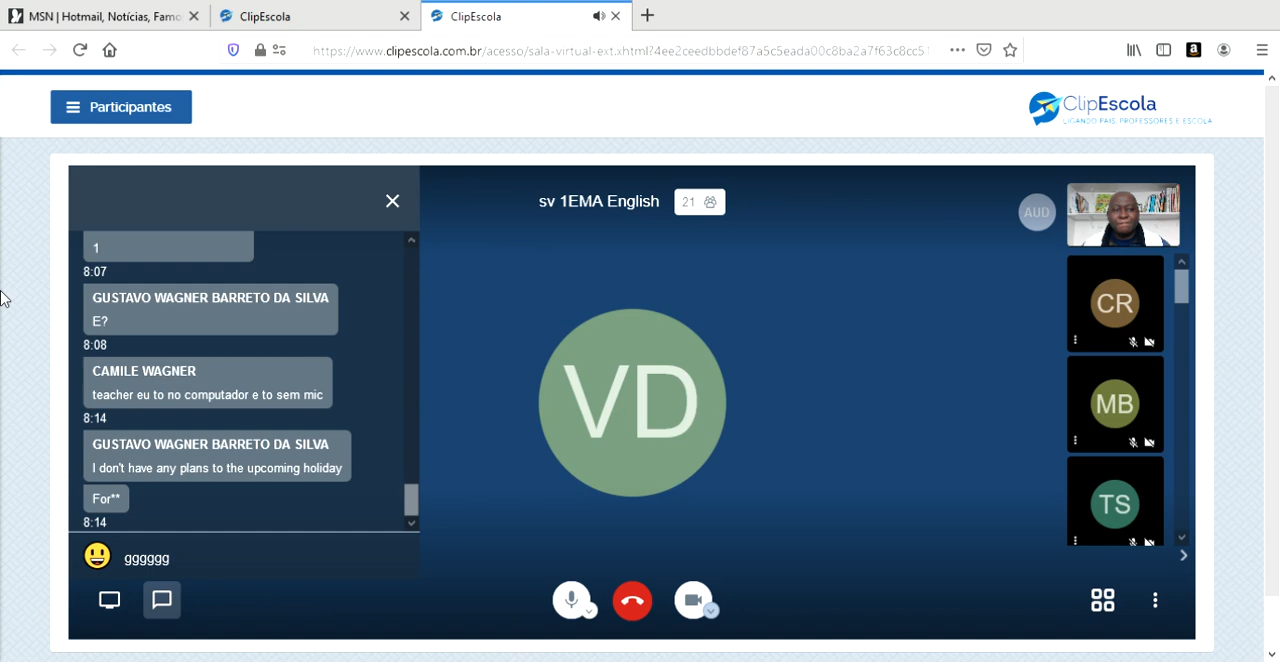 MSN | Hotmail, Notícias, Famo
ClipEscola
ClipEscola
https://www.clipescola.com.br/acesso/sala-virtual-ext.xhtml?4ee2ceedbbdef87a5c5eada00c8ba2a7f63c8cc51
Participantes
ClipEscola
LIGANDO PAIS, PROFESSORES E ESCOLA
sv 1EMA English
21
AUD
1
8:07
GUSTAVO WAGNER BARRETO DA SILVA
E?
8:08
CAMILE WAGNER
teacher eu to no computador e to sem mic
8:14
GUSTAVO WAGNER BARRETO DA SILVA
I don't have any plans to the upcoming holiday
For**
8:14
gggggg
VD
CR
MB
TS